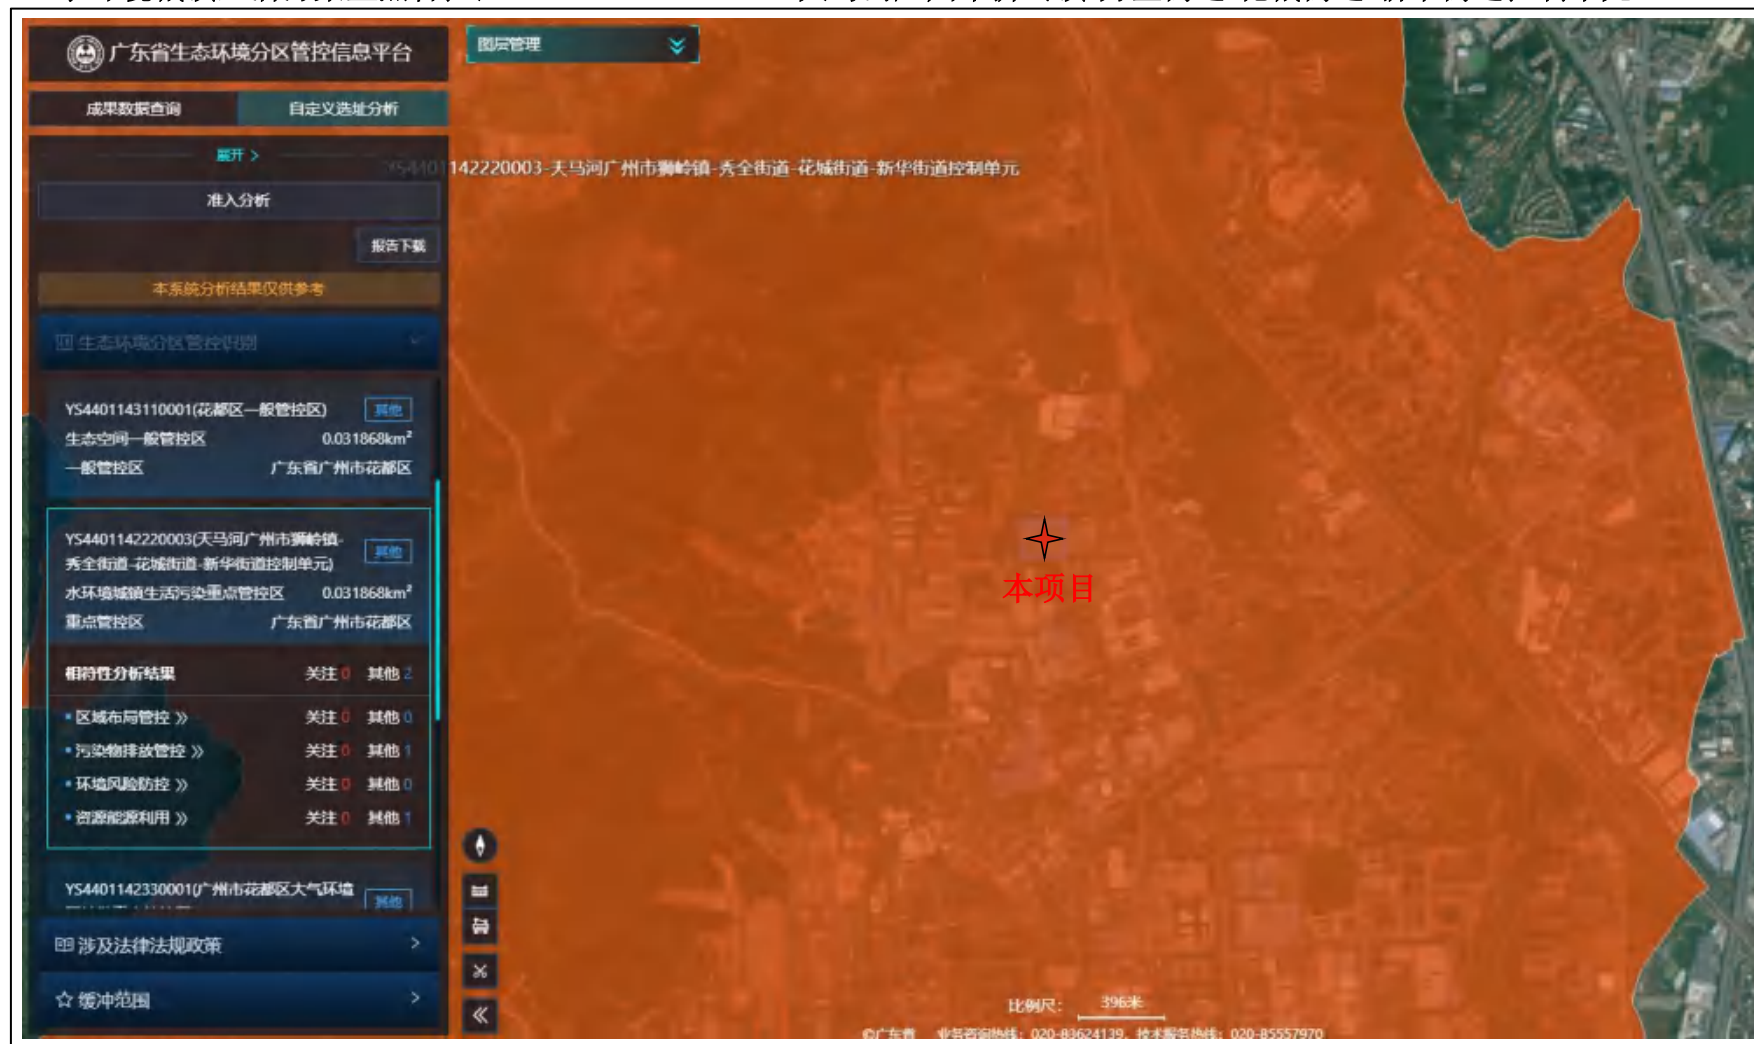 广东省生态环境分区管控信息平台
图层管理
成果数据查询
自定义选址分析
展开 >
YS4401142220003-天马河广州市狮岭镇-秀全街道-花城街道-新华街道控制单元
准入分析
报告下载
本系统分析结果仅供参考
生态环境分区管控识别
YS4401143110001(花都区一般管控区)
其他
生态空间一般管控区 0.031868km²
一般管控区 广东省广州市花都区
YS4401142220003(天马河广州市狮岭镇-
秀全街道-花城街道-新华街道控制单元)
其他
水环境城镇生活污染重点管控区 0.031868km²
重点管控区 广东省广州市花都区
相符性分析结果 关注 0 其他 2
区域布局管控 » 关注 0 其他 0
污染物排放管控 » 关注 0 其他 1
环境风险防控 » 关注 0 其他 0
资源能源利用 » 关注 0 其他 1
YS4401142330001(广州市花都区大气环境
其他
涉及法律法规政策 >
缓冲范围 >
本项目
比例尺: 396米
©广东省 业务咨询热线: 020-83624139, 技术服务热线: 020-85557970